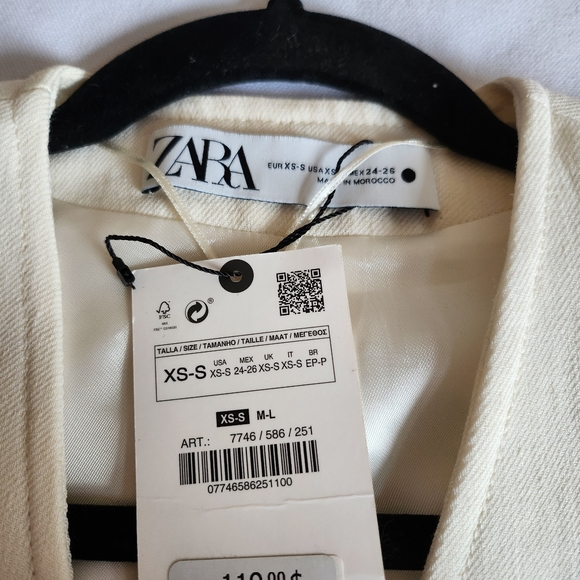 ZARA
EUR XS-S USA XS MEX 24-26
MADE IN MOROCCO
FSC
MIX
TALLA / SIZE / TAMANHO / TAILLE / MAAT / ΜΕΓΕΘΟΣ
USA MEX UK IT BR
XS-S XS-S 24-26 XS-S XS-S EP-P
XS-S M-L
ART.: 7746 / 586 / 251
07746586251100